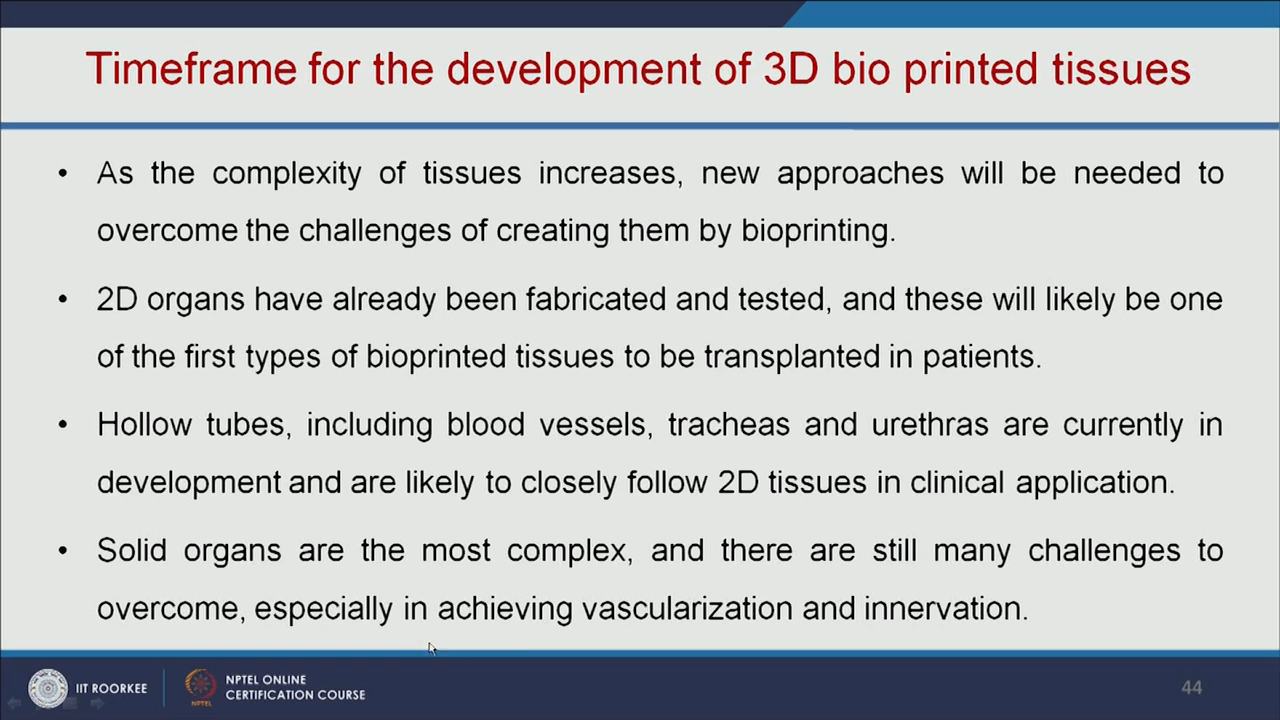 Timeframe for the development of 3D bio printed tissues
• As the complexity of tissues increases, new approaches will be needed to
overcome the challenges of creating them by bioprinting.
• 2D organs have already been fabricated and tested, and these will likely be one
of the first types of bioprinted tissues to be transplanted in patients.
• Hollow tubes, including blood vessels, tracheas and urethras are currently in
development and are likely to closely follow 2D tissues in clinical application.
• Solid organs are the most complex, and there are still many challenges to
overcome, especially in achieving vascularization and innervation.
IIT ROORKEE
NPTEL
NPTEL ONLINE
CERTIFICATION COURSE
44